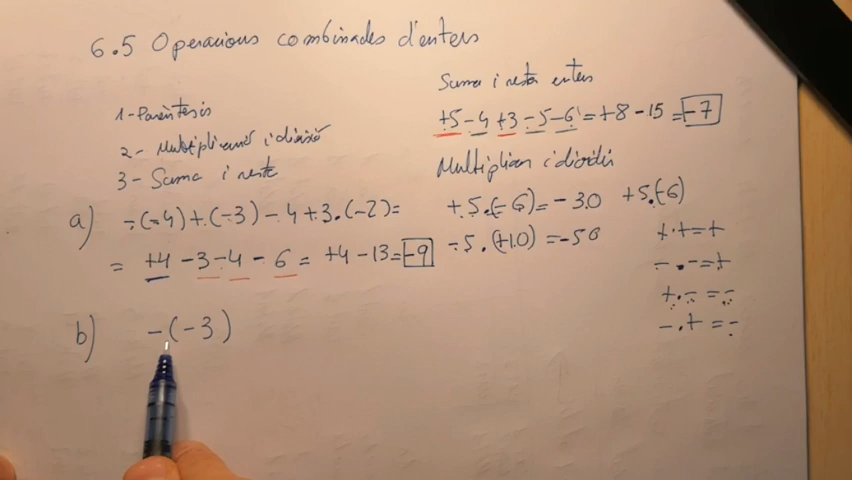 6.5 Operacions combinades d'enters
1-Parèntesis
2- Multiplicació i divisió
3- Suma i resta
Suma i resta enters
+5-4+3-5-6=+8-15=-7
Multiplicar i dividir
+5.(-6)=-30 +5.(-6)
-5.(+10)=-50
+.+=+
-.-=+
+.-=-
-.+=-
a) -(-4)+(-3)-4+3.(-2)=
=+4-3-4-6=+4-13=-9
b) -(-3)